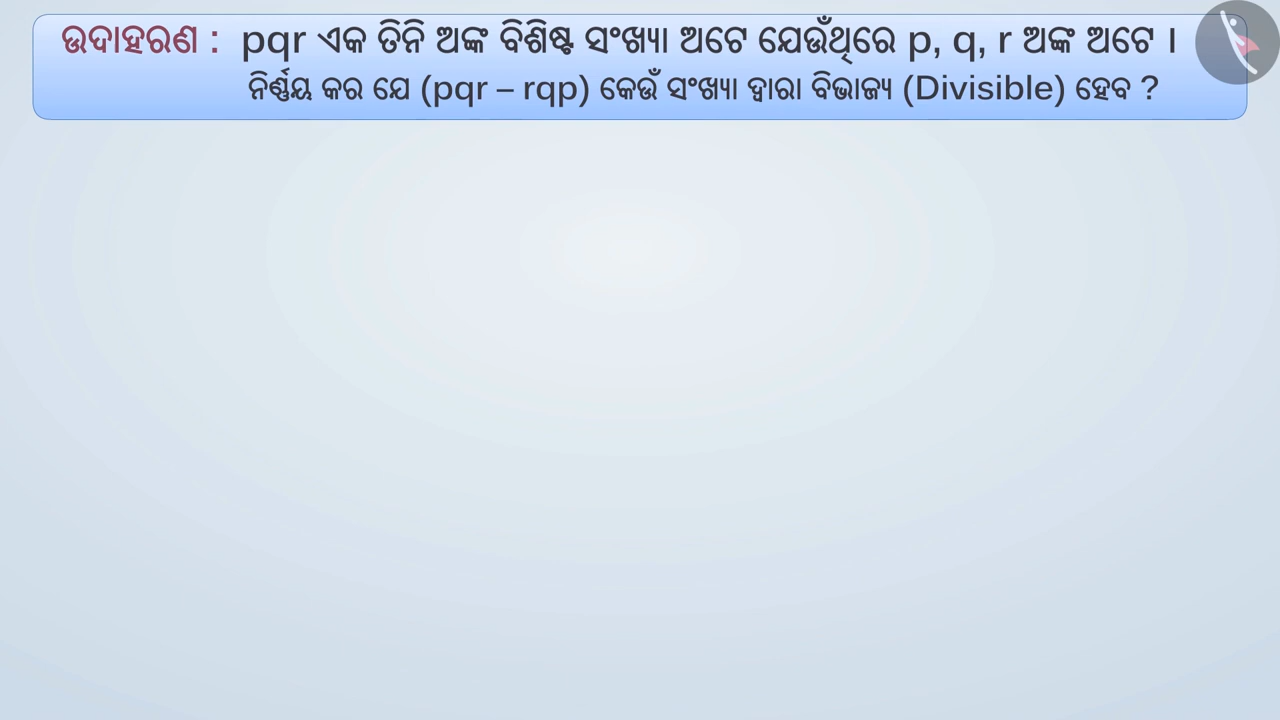 ଉଦାହରଣ : pqr ଏକ ତିନି ଅଙ୍କ ବିଶିଷ୍ଟ ସଂଖ୍ୟା ଅଟେ ଯେଉଁଥିରେ p, q, r ଅଙ୍କ ଅଟେ ।
ନିର୍ଣ୍ଣୟ କର ଯେ (pqr – rqp) କେଉଁ ସଂଖ୍ୟା ଦ୍ୱାରା ବିଭାଜ୍ୟ (Divisible) ହେବ ?